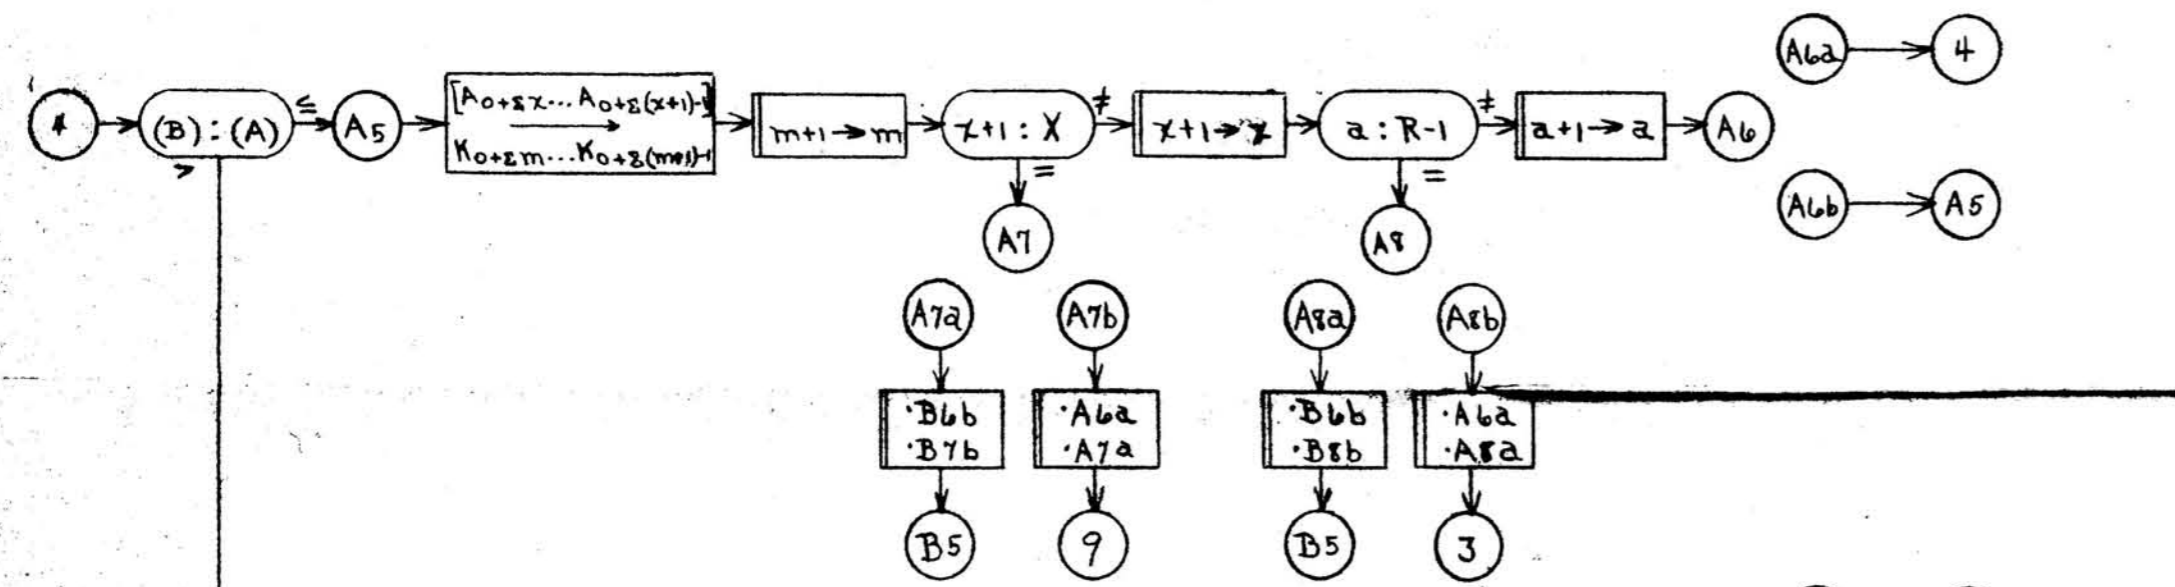 A6a
4
4
(B) : (A)
≤
>
A5
[A0+Σx...A0+Σ(x+1)-1]
K0+Σm...K0+Σ(m+1)-1
m+1→m
x+1 : X
≠
=
x+1→x
a : R-1
≠
=
a+1→a
A6
A6b
A5
A7
A8
A7a
A7b
A8a
A8b
·B6b
·B7b
·A6a
·A7a
·B6b
·B8b
·A6a
·A8a
B5
9
B5
3